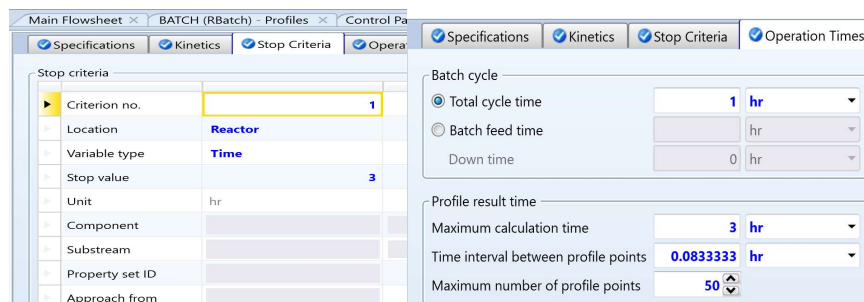 Main Flowsheet × BATCH (RBatch) - Profiles × Control Pa
Specifications Kinetics Stop Criteria Opera
Stop criteria
Criterion no. 1
Location Reactor
Variable type Time
Stop value 3
Unit hr
Component
Substream
Property set ID
Approach from
Specifications Kinetics Stop Criteria Operation Times
Batch cycle
Total cycle time 1 hr
Batch feed time hr
Down time 0 hr
Profile result time
Maximum calculation time 3 hr
Time interval between profile points 0.0833333 hr
Maximum number of profile points 50